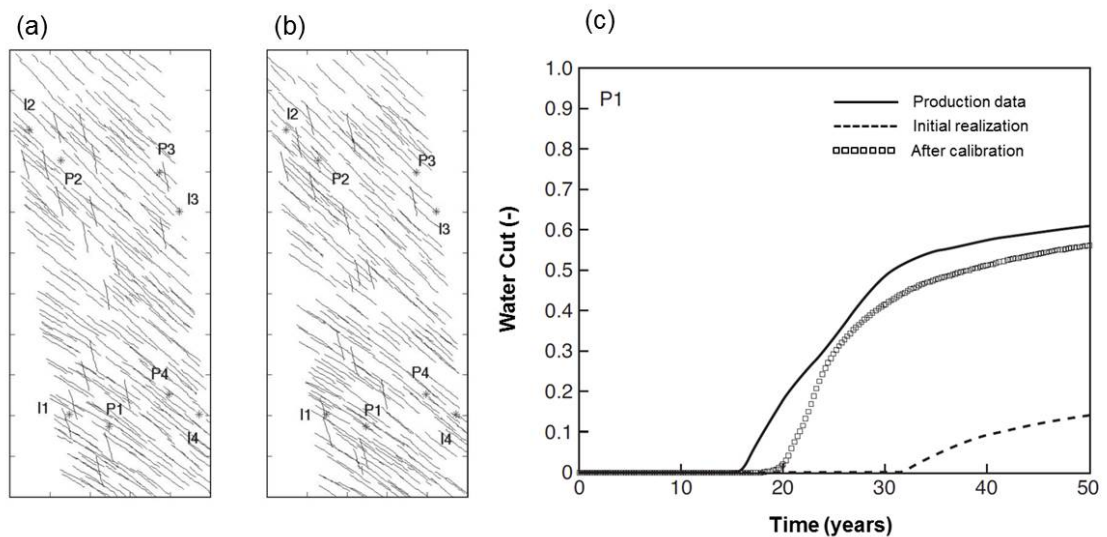 (a)
(b)
(c)
I2
P3
P2
I3
P4
I1
P1
I4
I2
P3
P2
I3
P4
I1
P1
I4
P1
Production data
Initial realization
After calibration
Water Cut (-)
1.0
0.9
0.8
0.7
0.6
0.5
0.4
0.3
0.2
0.1
0
0 10 20 30 40 50
Time (years)